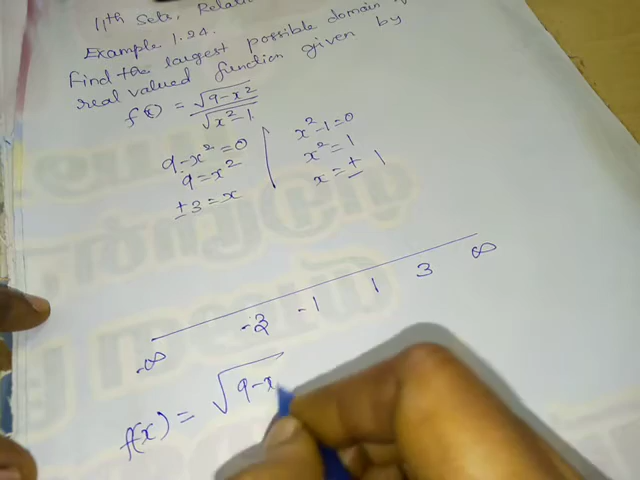 11th Sets, Relatio
Example 1.24.
Find the largest possible domain
real valued function given by
f(x) = √9-x² / √x²-1
9-x² = 0
9 = x²
±3 = x
x²-1=0
x² = 1
x = ± 1
-∞ -3 -1 1 3 ∞
f(x) = √9-x